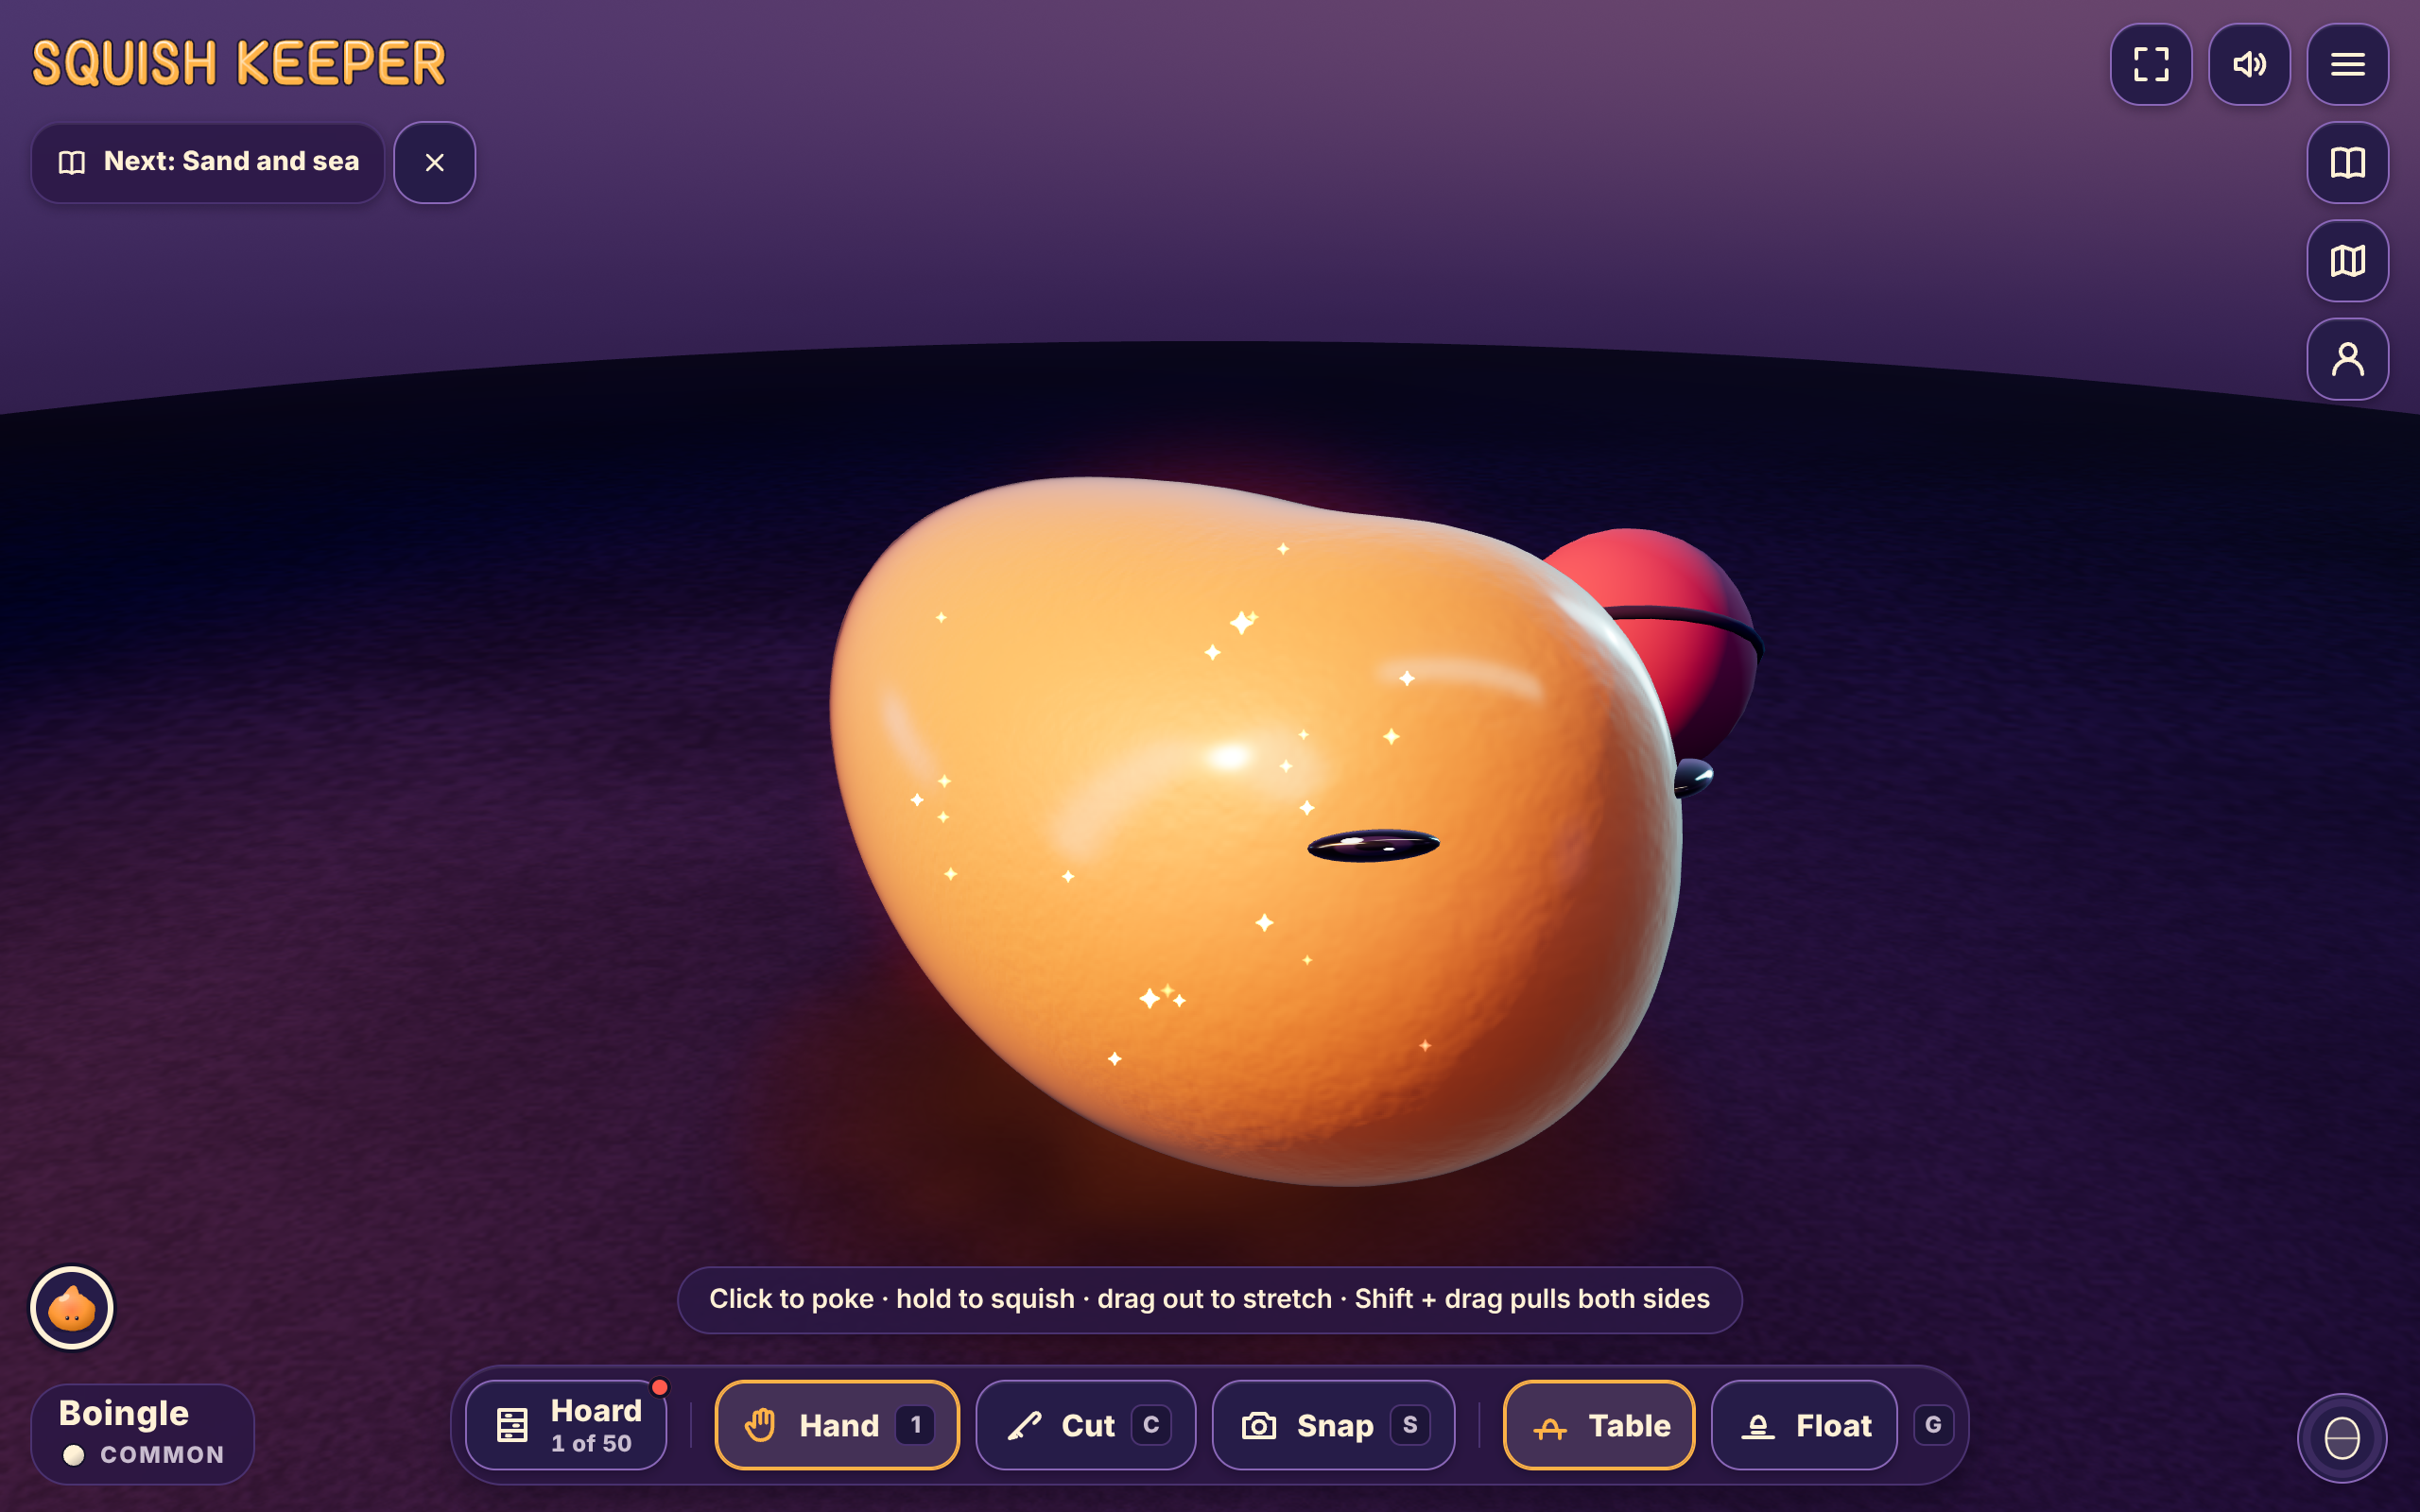 SQUISH KEEPER
Next: Sand and sea
Click to poke · hold to squish · drag out to stretch · Shift + drag pulls both sides
Boingle
COMMON
Hoard
1 of 50
Hand 1
Cut C
Snap S
Table
Float G